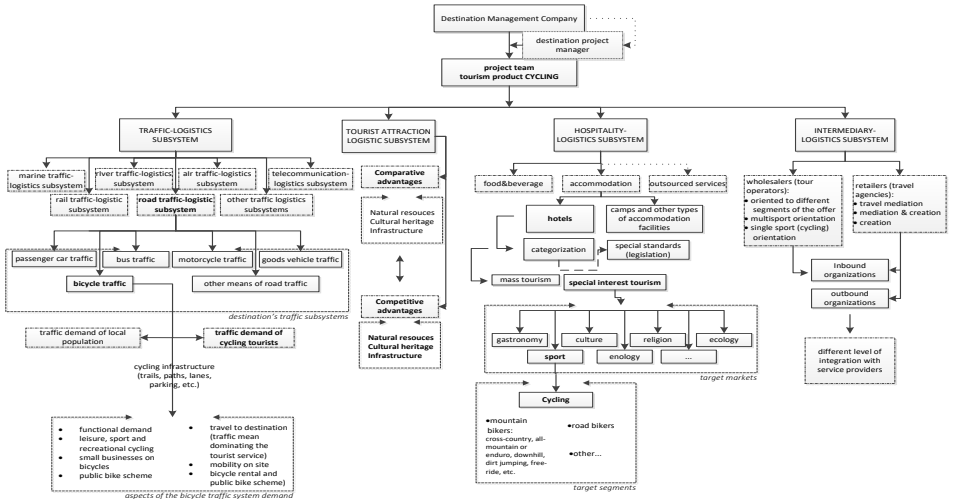 Destination Management Company
destination project
manager
project team
tourism product CYCLING
TRAFFIC-LOGISTICS
SUBSYSTEM
marine traffic-
logistics subsystem
river traffic-logistics
subsystem
air traffic-logistics
subsystem
telecommunication-
logistics subsystem
rail traffic-logistic
subsystem
road traffic-logistic
subsystem
other traffic logistics
subsystems
passenger car traffic
bus traffic
motorcycle traffic
goods vehicle traffic
bicycle traffic
other means of road traffic
destination's traffic subsystems
traffic demand of local
population
traffic demand of
cycling tourists
cycling infrastructure
(trails, paths, lanes,
parking, etc.)
• functional demand
• leisure, sport and
recreational cycling
• small businesses on
bicycles
• public bike scheme
• travel to destination
(traffic mean
dominating the
tourist service)
• mobility on site
• bicycle rental and
public bike scheme)
aspects of the bicycle traffic system demand
TOURIST ATTRACTION
LOGISTIC SUBSYSTEM
Comparative
advantages
Natural resouces
Cultural heritage
Infrastructure
Competitive
advantages
Natural resouces
Cultural heritage
Infrastructure
HOSPITALITY-
LOGISTICS SUBSYSTEM
food&beverage
accommodation
outsourced services
hotels
camps and other types
of accommodation
facilities
categorization
special standards
(legislation)
mass tourism
special interest tourism
gastronomy
culture
religion
ecology
sport
enology
...
target markets
Cycling
•mountain
bikers:
cross-country, all-
mountain or
enduro, downhill,
dirt jumping, free-
ride, etc.
•road bikers
•other...
target segments
INTERMEDIARY-
LOGISTICS SUBSYSTEM
wholesalers (tour
operators):
•oriented to different
segments of the offer
•multisport orientation
•single sport (cycling)
orientation
retailers (travel
agencies):
•travel mediation
•mediation & creation
•creation
Inbound
organizations
outbound
organizations
different level of
integration with
service providers